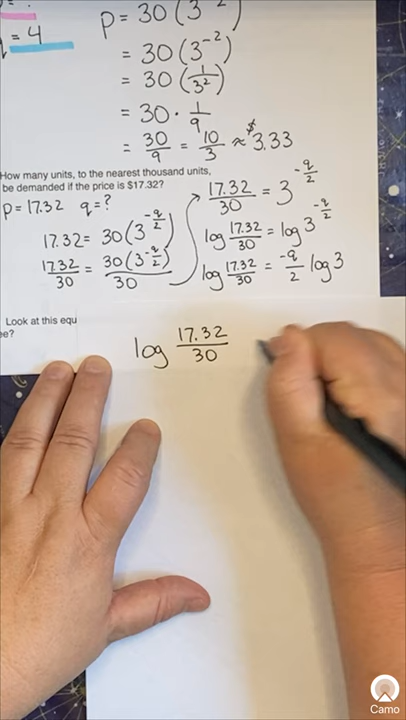 q = 4
p = 30(3
= 30(3^-2)
= 30(1/3^2)
= 30 · 1/9
= 30/9 = 10/3 ≈ $3.33
How many units, to the nearest thousand units,
be demanded if the price is $17.32?
p = 17.32 q = ?
17.32 = 30(3^-q/2)
17.32/30 = 30(3^-q/2)/30
17.32/30 = 3^-q/2
log 17.32/30 = log 3^-q/2
log 17.32/30 = -q/2 log 3
Look at this equ
ee?
log 17.32/30
Camo